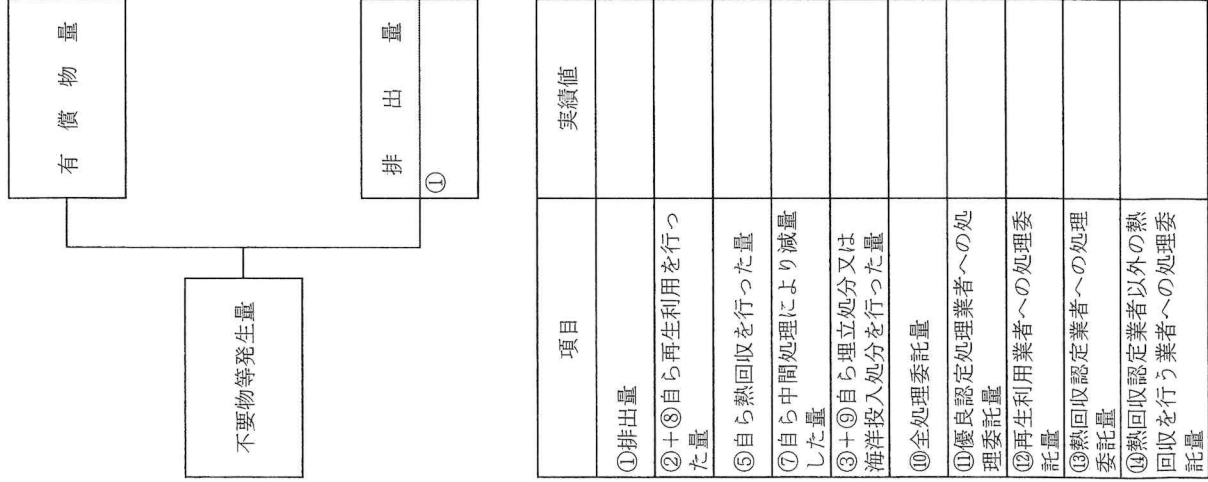 有償物量
不要物等発生量
排出量
①
項目
実績値
①排出量
②+⑧自ら再生利用を行っ
た量
⑤自ら熱回収を行った量
⑦自ら中間処理により減量
した量
③+⑨自ら埋立処分又は
海洋投入処分を行った量
⑩全処理委託量
⑪優良認定処理業者への処
理委託量
⑫再生利用業者への処理委
託量
⑬熱回収認定業者への処理
委託量
⑭熱回収認定業者以外の熱
回収を行う業者への処理委
託量